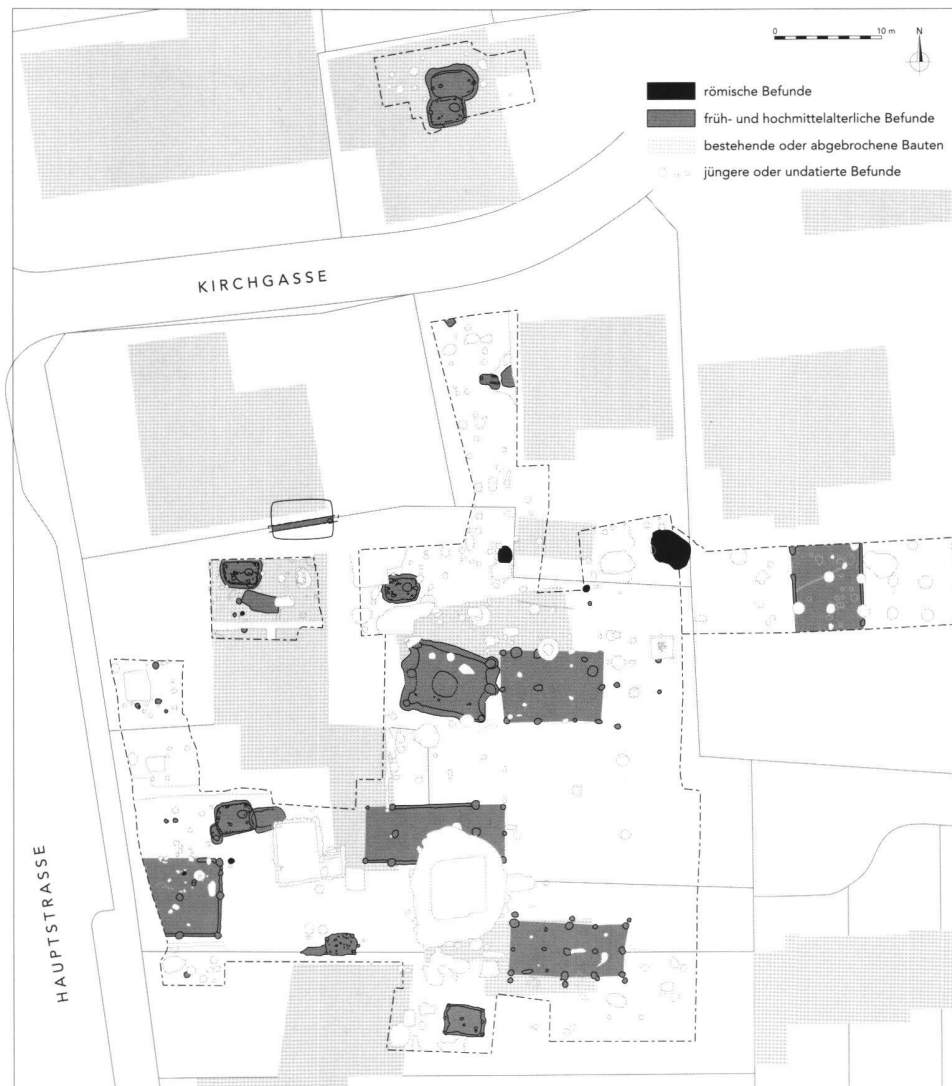 0 10 m N
römische Befunde
früh- und hochmittelalterliche Befunde
bestehende oder abgebrochene Bauten
jüngere oder undatierte Befunde
KIRCHGASSE
HAUPTSTRASSE